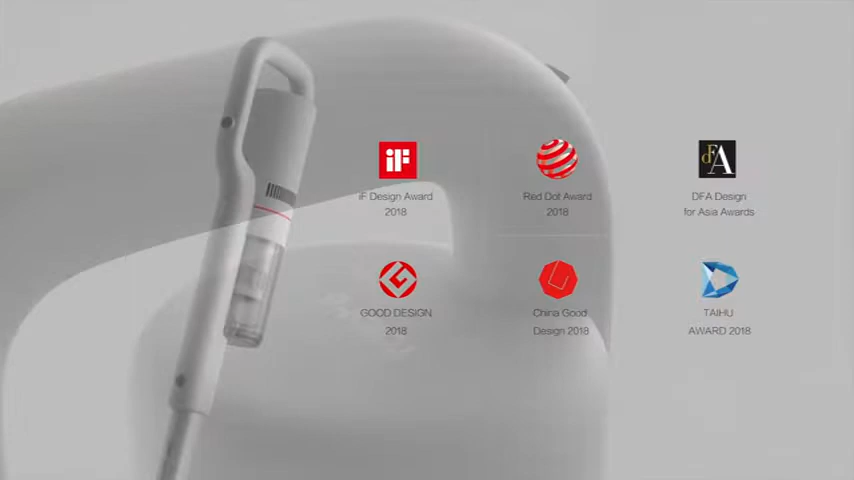 iF
iF Design Award
2018
Red Dot Award
2018
dFA
DFA Design
for Asia Awards
GOOD DESIGN
2018
China Good
Design 2018
TAIHU
AWARD 2018